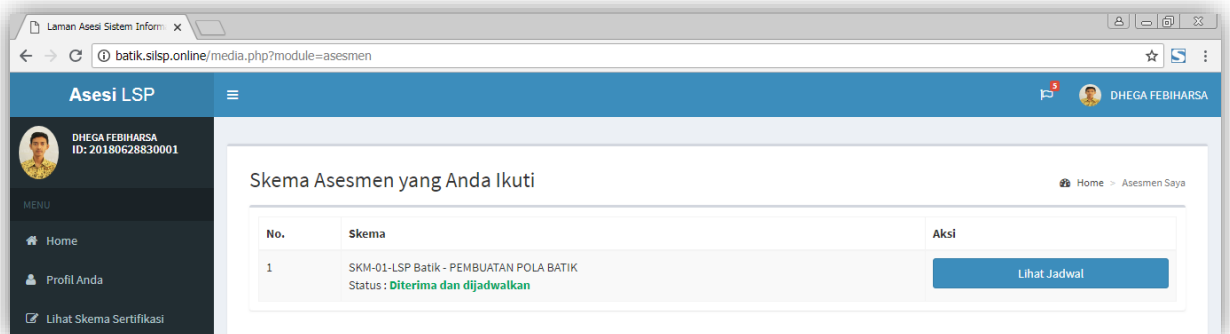 Laman Asesi Sistem Inform
batik.silsp.online/media.php?module=asesmen
Asesi LSP
5
DHEGA FEBIHARSA
DHEGA FEBIHARSA
ID: 20180628830001
MENU
Home
Profil Anda
Lihat Skema Sertifikasi
Skema Asesmen yang Anda Ikuti
Home > Asesmen Saya
No. Skema Aksi
1 SKM-01-LSP Batik - PEMBUATAN POLA BATIK Lihat Jadwal
Status : Diterima dan dijadwalkan